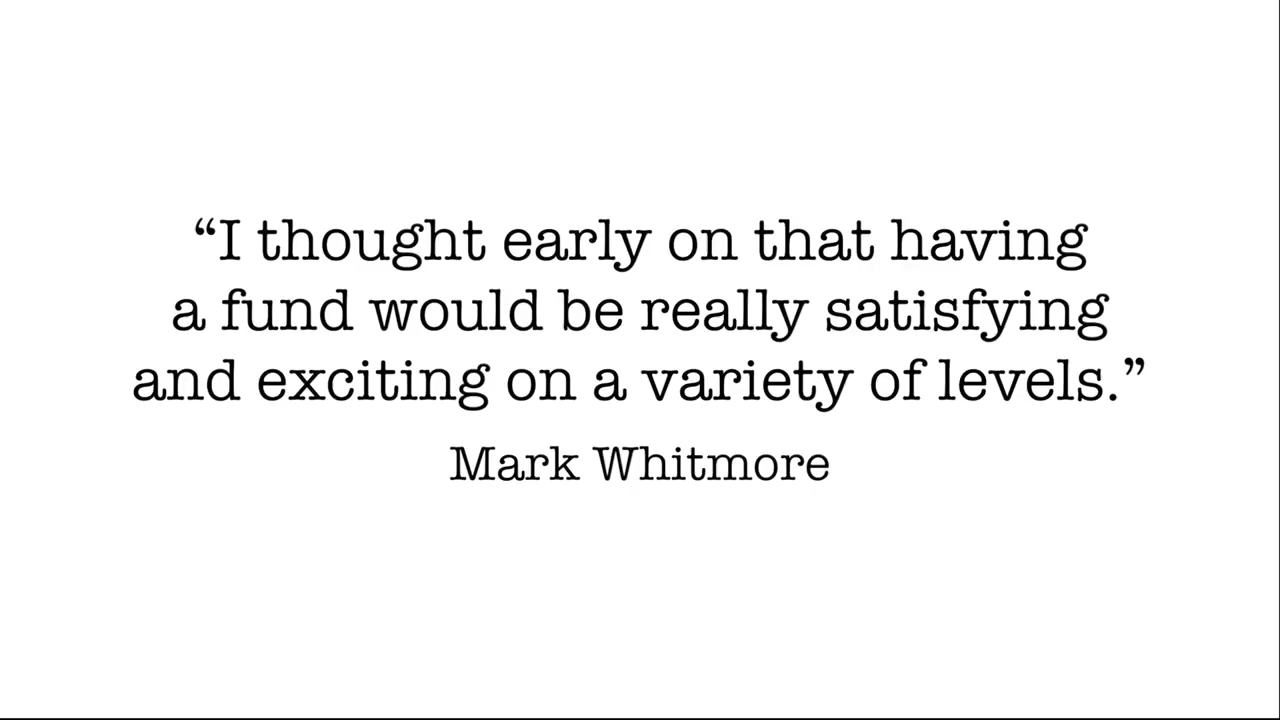 “I thought early on that having
a fund would be really satisfying
and exciting on a variety of levels.”
Mark Whitmore